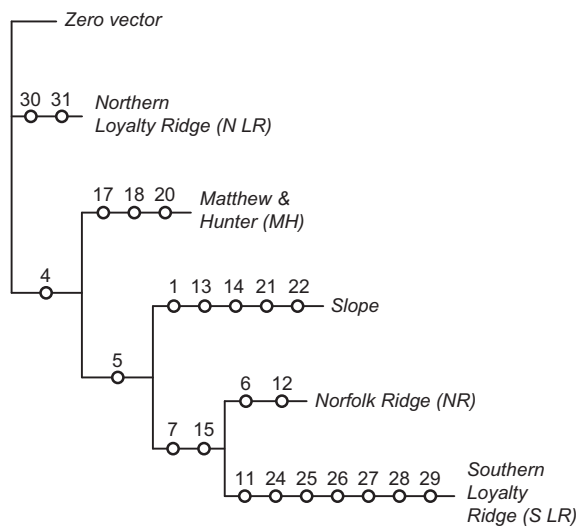 Zero vector
30 31
Northern
Loyalty Ridge (N LR)
17 18 20
Matthew &
Hunter (MH)
4
1 13 14 21 22
Slope
5
6 12
Norfolk Ridge (NR)
7 15
11 24 25 26 27 28 29
Southern
Loyalty
Ridge (S LR)